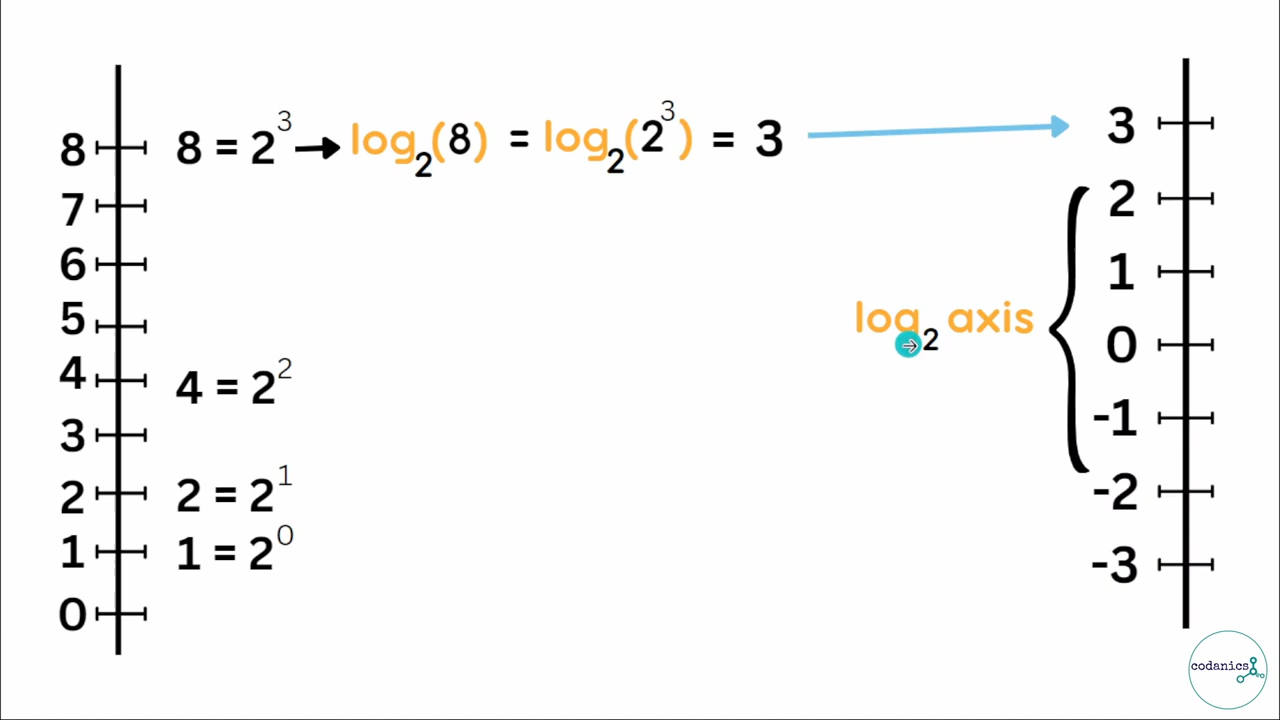 8 8 = 2³ → log₂(8) = log₂(2³) = 3
7
6
5
4 4 = 2²
3
2 2 = 2¹
1 1 = 2⁰
0
log₂ axis
3
2
1
0
-1
-2
-3
codanics